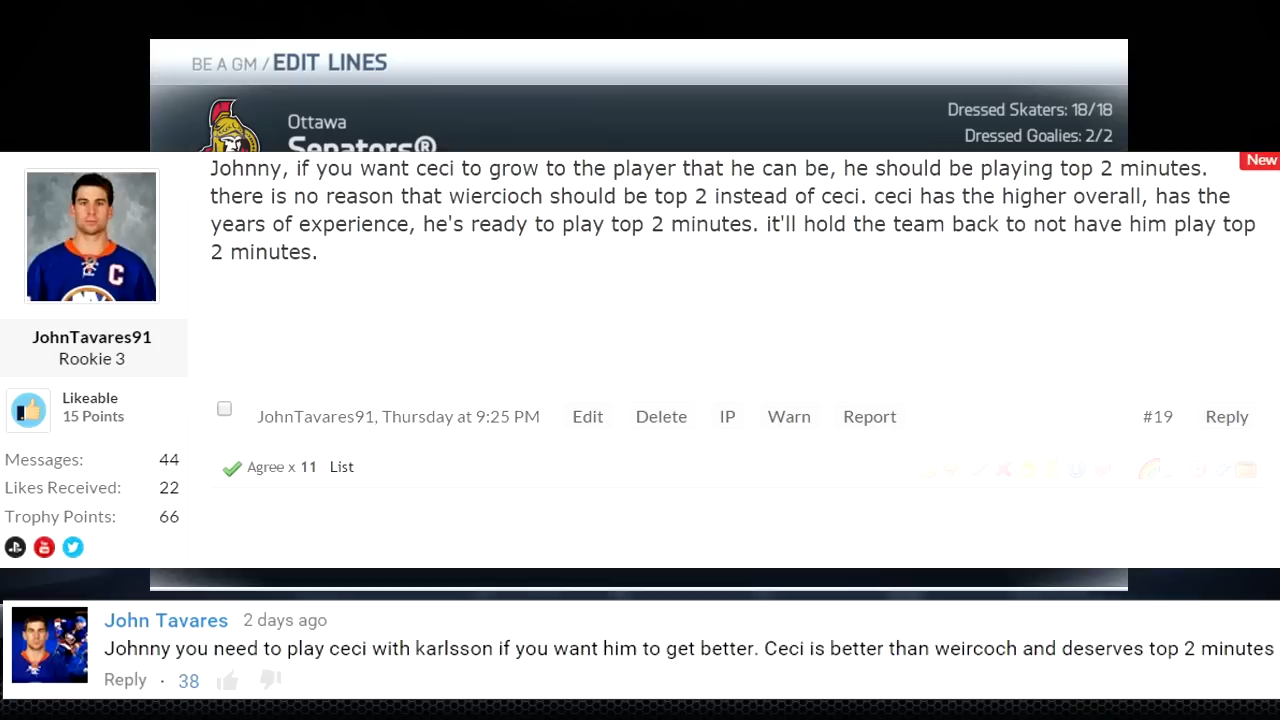 BE A GM / EDIT LINES
Ottawa
Senators®
Dressed Skaters: 18/18
Dressed Goalies: 2/2
New
Johnny, if you want ceci to grow to the player that he can be, he should be playing top 2 minutes.
there is no reason that wiercioch should be top 2 instead of ceci. ceci has the higher overall, has the
years of experience, he's ready to play top 2 minutes. it'll hold the team back to not have him play top
2 minutes.
C
JohnTavares91
Rookie 3
Likeable
15 Points
Messages: 44
Likes Received: 22
Trophy Points: 66
JohnTavares91, Thursday at 9:25 PM Edit Delete IP Warn Report #19 Reply
Agree x 11 List
John Tavares 2 days ago
Johnny you need to play ceci with karlsson if you want him to get better. Ceci is better than weircoch and deserves top 2 minutes
Reply · 38